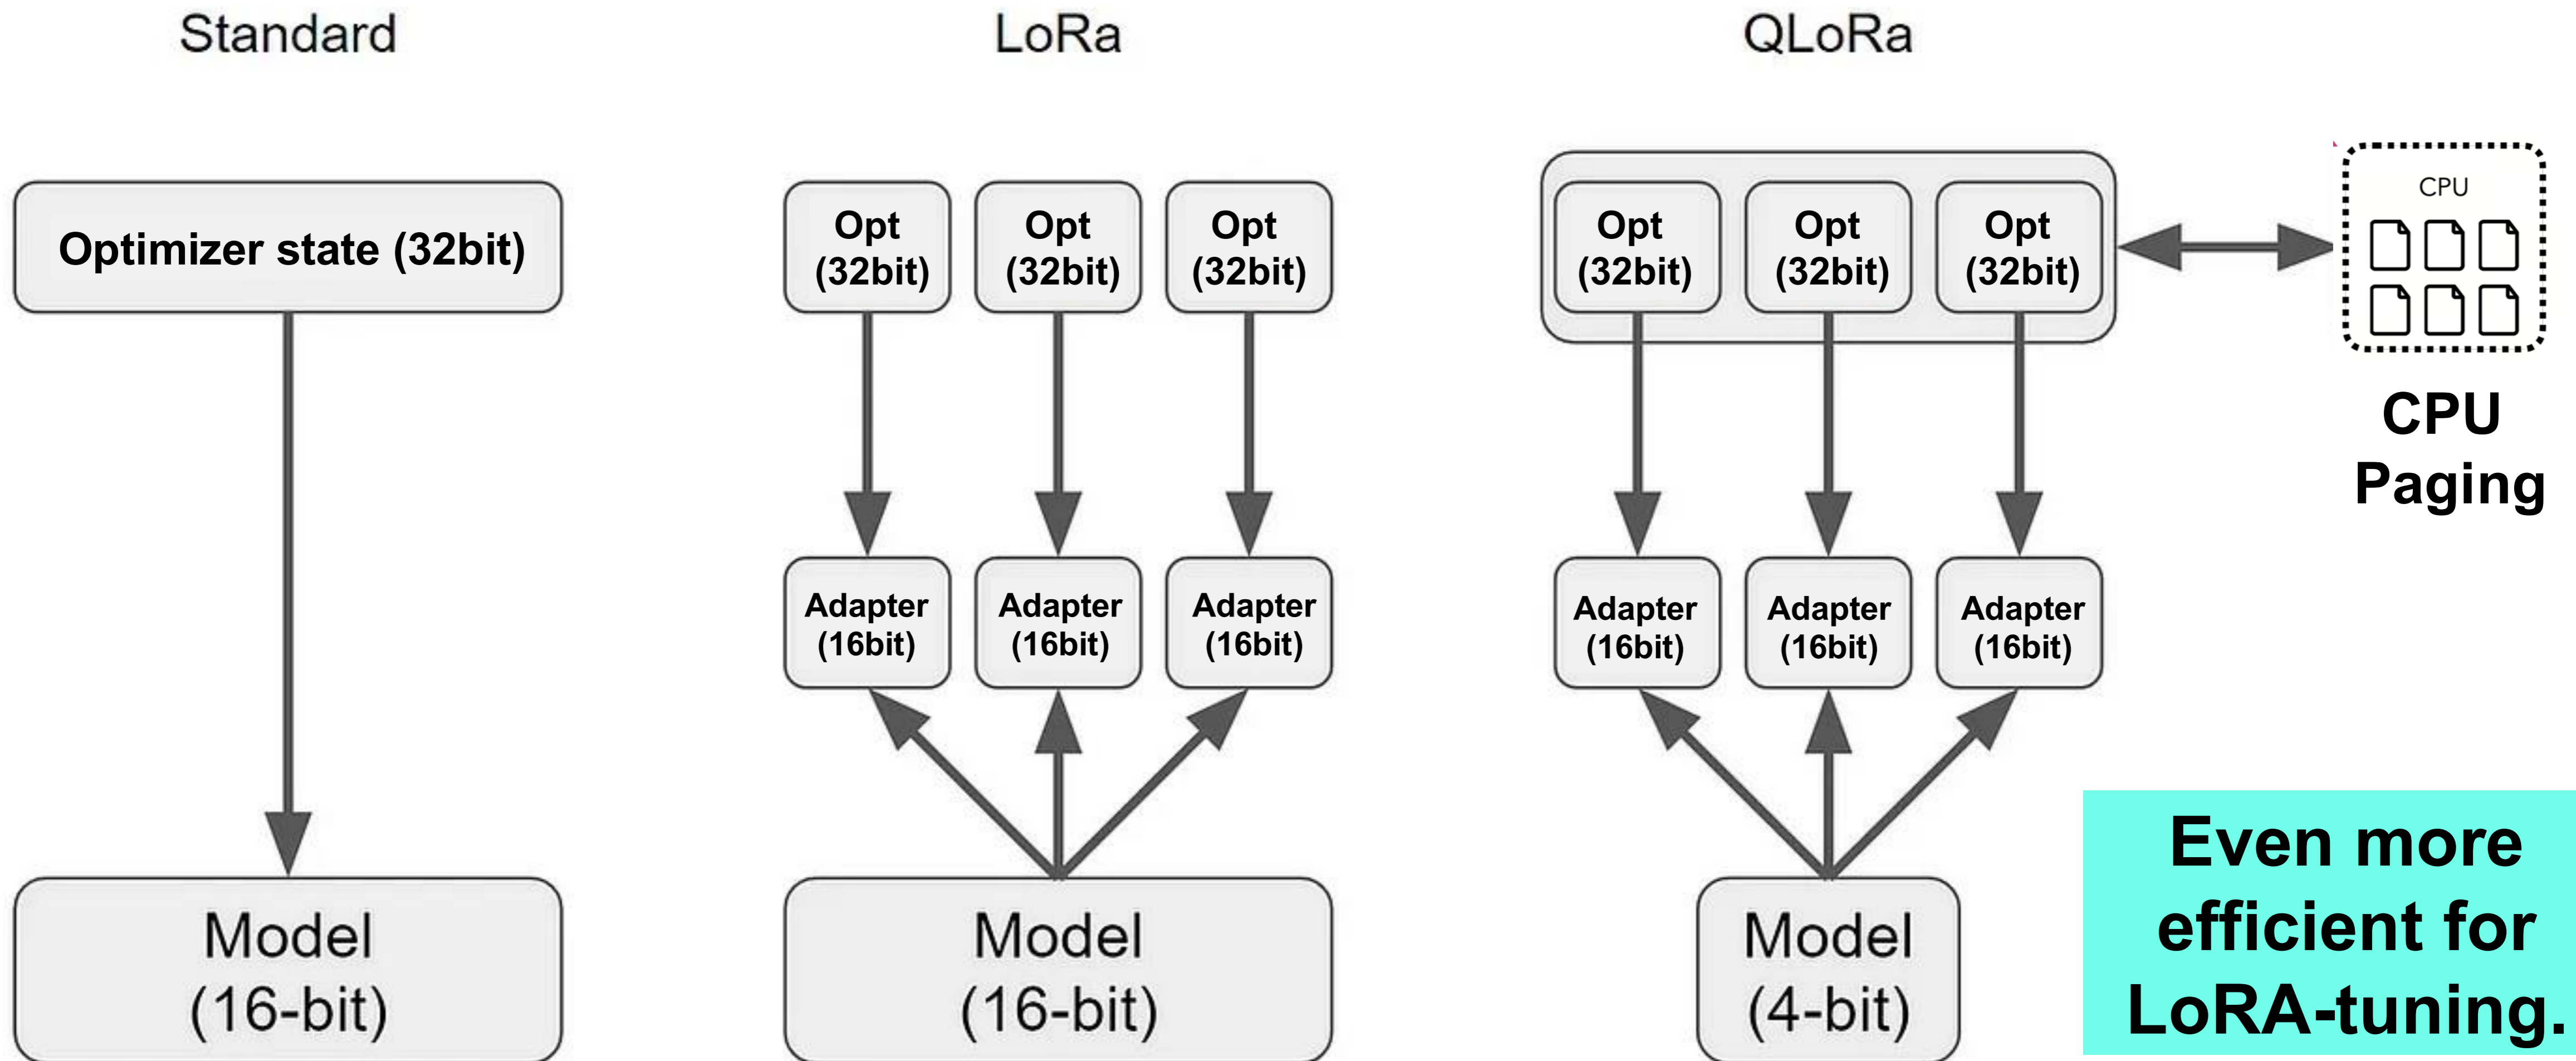 Standard
LoRa
QLoRa
Optimizer state (32bit)
Opt
(32bit)
Opt
(32bit)
Opt
(32bit)
Opt
(32bit)
Opt
(32bit)
Opt
(32bit)
CPU
CPU
Paging
Adapter
(16bit)
Adapter
(16bit)
Adapter
(16bit)
Adapter
(16bit)
Adapter
(16bit)
Adapter
(16bit)
Model
(16-bit)
Model
(16-bit)
Model
(4-bit)
Even more
efficient for
LoRA-tuning.